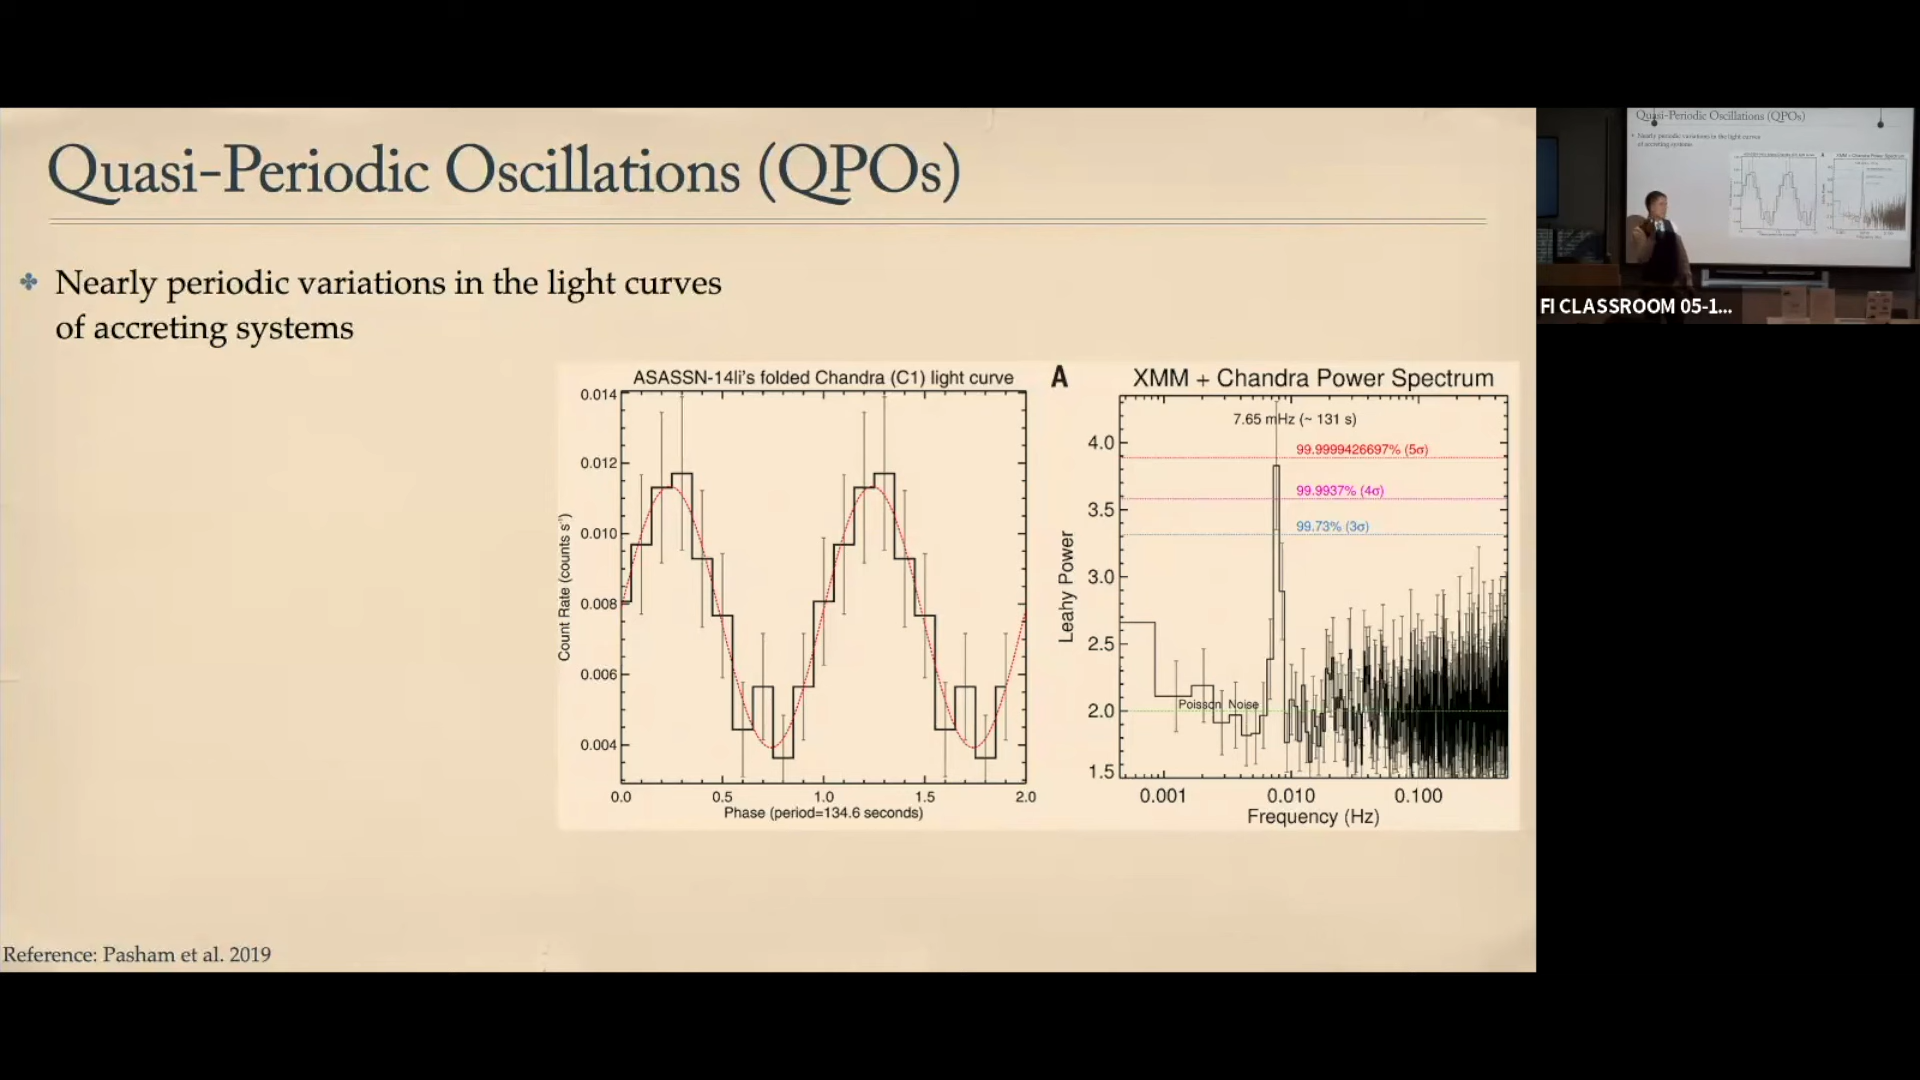 Quasi-Periodic Oscillations (QPOs)
Nearly periodic variations in the light curves
of accreting systems
ASASSN-14li's folded Chandra (C1) light curve
Count Rate (counts s⁻¹)
0.014
0.012
0.010
0.008
0.006
0.004
0.0 0.5 1.0 1.5 2.0
Phase (period=134.6 seconds)
A
XMM + Chandra Power Spectrum
7.65 mHz (~ 131 s)
99.9999426697% (5σ)
99.9937% (4σ)
99.73% (3σ)
Poisson Noise
Leahy Power
4.0
3.5
3.0
2.5
2.0
1.5
0.001 0.010 0.100
Frequency (Hz)
Reference: Pasham et al. 2019
Quasi-Periodic Oscillations (QPOs)
Nearly periodic variations in the light curves
of accreting systems
FI CLASSROOM 05-1...